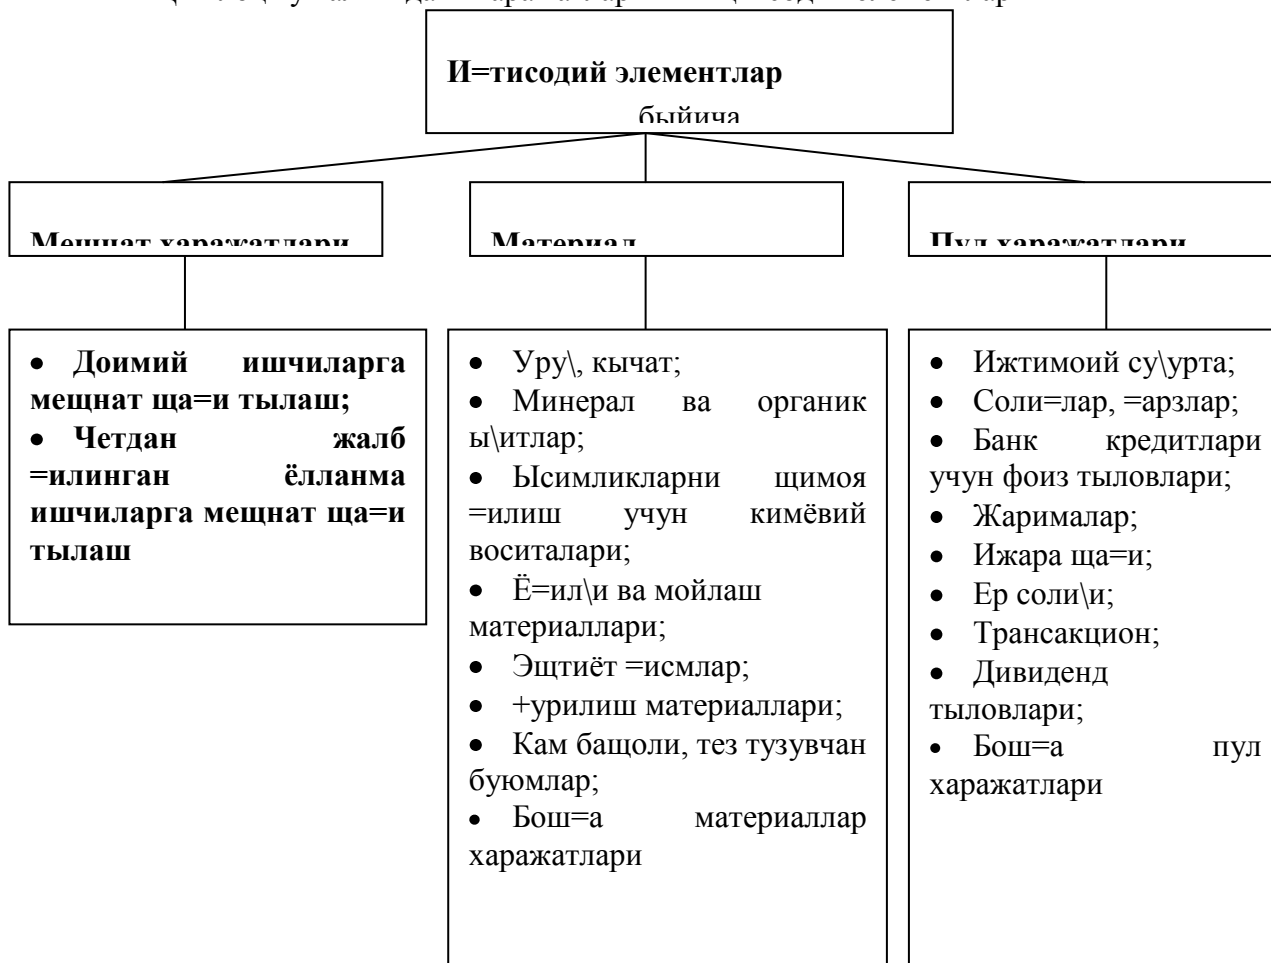 И=тисодий элементлар
быйича
Мещнат харажатлари
Материал
Пул харажатлари
• Доимий ишчиларга
мещнат ща=и тылаш;
• Четдан жалб
=илинган ёлланма
ишчиларга мещнат ща=и
тылаш
• Уру\, кычат;
• Минерал ва органик
ы\итлар;
• Ысимликларни щимоя
=илиш учун кимёвий
воситалари;
• Ё=ил\и ва мойлаш
материаллари;
• Эщтиёт =исмлар;
• +урилиш материаллари;
• Кам бащоли, тез тузувчан
буюмлар;
• Бош=а материаллар
харажатлари
• Ижтимоий су\урта;
• Соли=лар, =арзлар;
• Банк кредитлари
учун фоиз тыловлари;
• Жарималар;
• Ижара ща=и;
• Ер соли\и;
• Трансакцион;
• Дивиденд
тыловлари;
• Бош=а пул
харажатлари